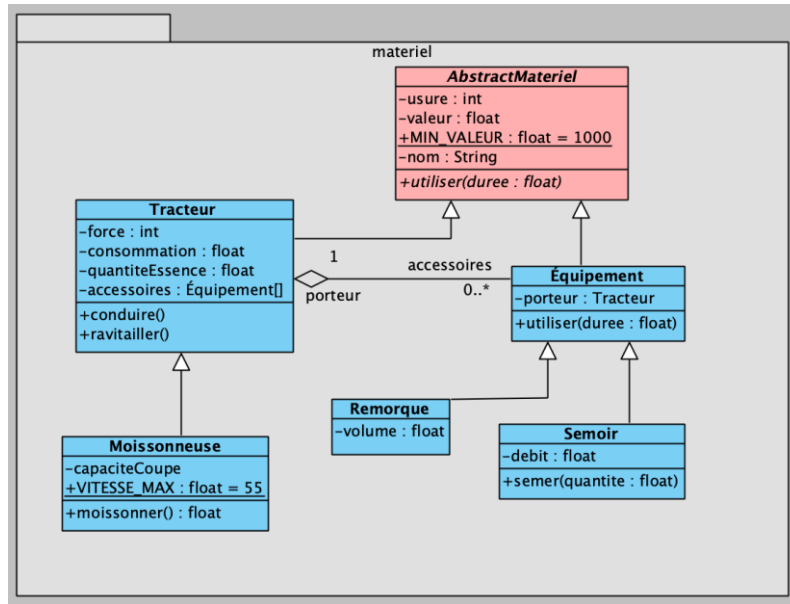 materiel
AbstractMateriel
-usure : int
-valeur : float
+MIN_VALEUR : float = 1000
-nom : String
+utiliser(duree : float)
Tracteur
-force : int
-consommation : float
-quantiteEssence : float
-accessoires : Équipement[]
+conduire()
+ravitailler()
1
porteur
accessoires
0..*
Équipement
-porteur : Tracteur
+utiliser(duree : float)
Remorque
-volume : float
Semoir
-debit : float
+semer(quantite : float)
Moissonneuse
-capaciteCoupe
+VITESSE_MAX : float = 55
+moissonner() : float